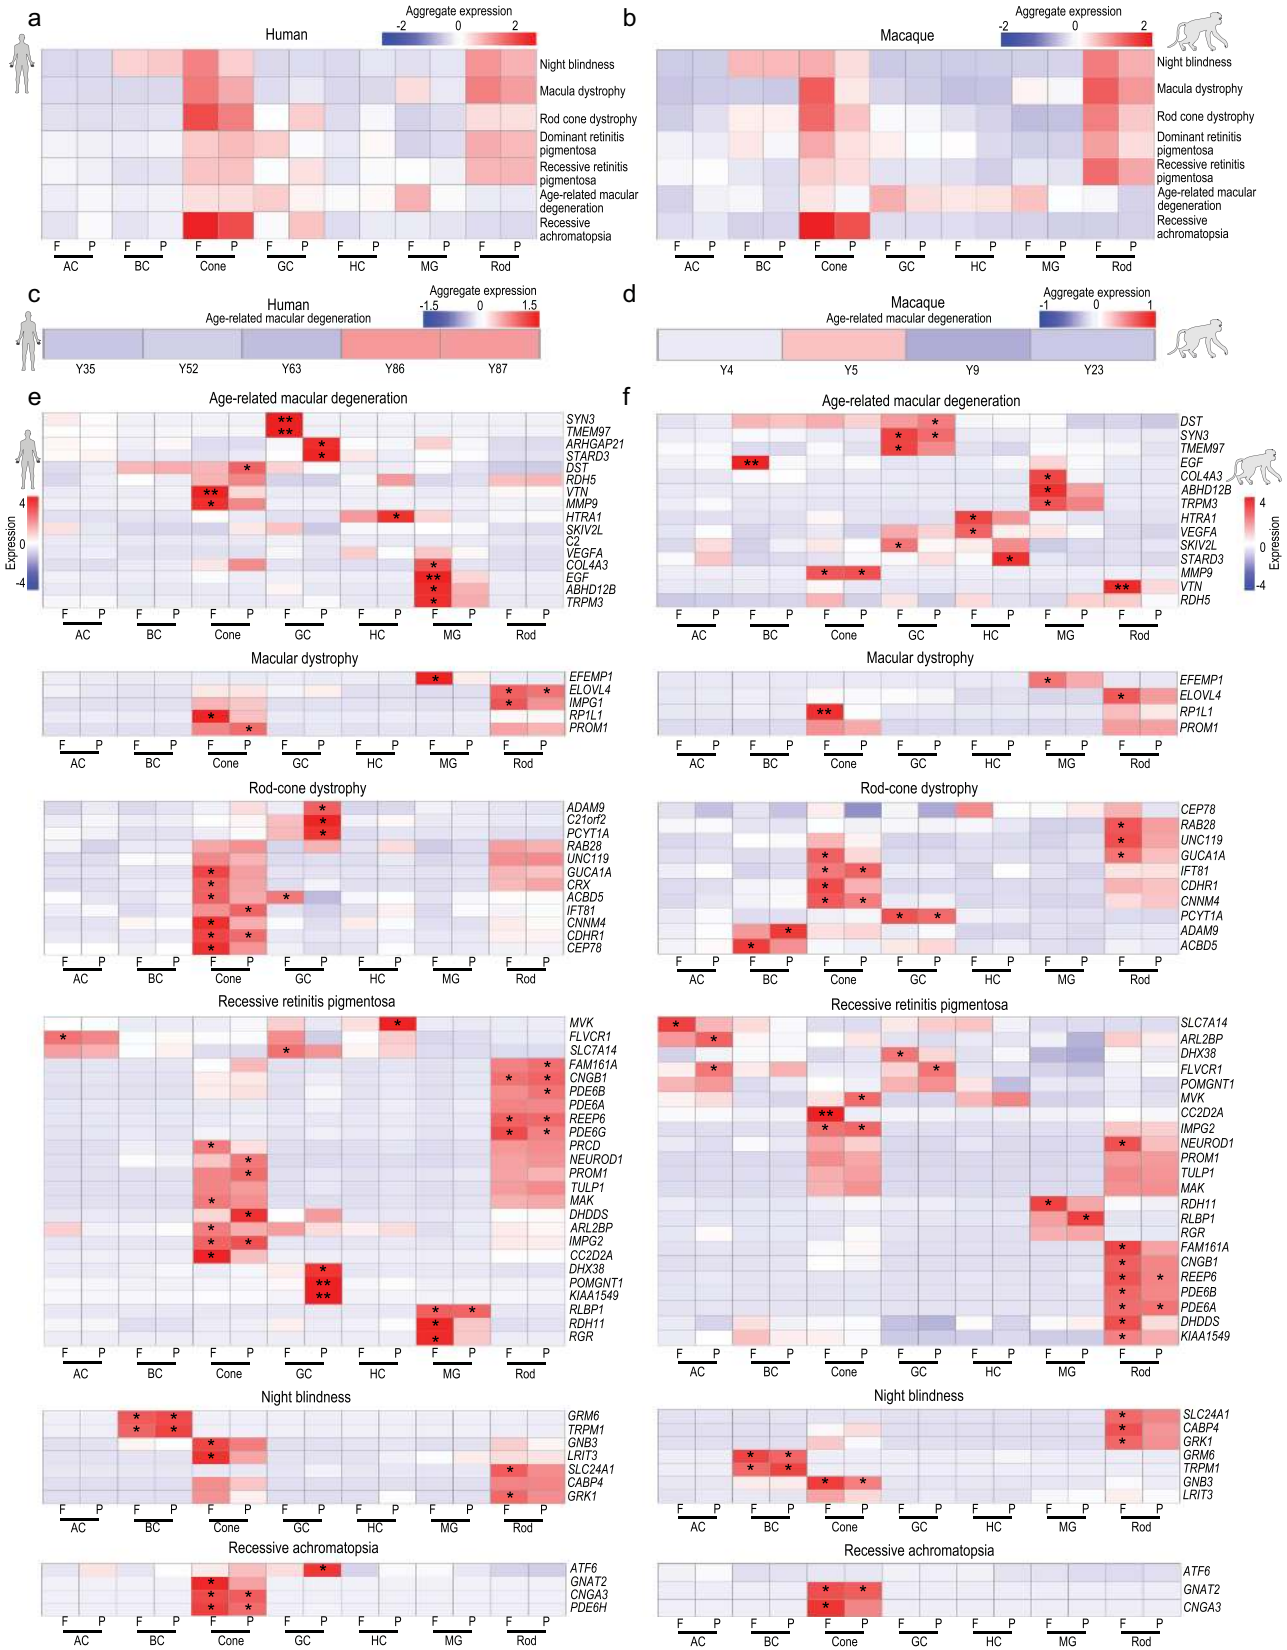 a
Human
Aggregate expression
-2 0 2
Night blindness
Macula dystrophy
Rod cone dystrophy
Dominant retinitis
pigmentosa
Recessive retinitis
pigmentosa
Age-related macular
degeneration
Recessive
achromatopsia
F P F P F P F P F P F P F P
AC BC Cone GC HC MG Rod
b
Macaque
Aggregate expression
-2 0 2
Night blindness
Macula dystrophy
Rod cone dystrophy
Dominant retinitis
pigmentosa
Recessive retinitis
pigmentosa
Age-related macular
degeneration
Recessive
achromatopsia
F P F P F P F P F P F P F P
AC BC Cone GC HC MG Rod
c
Human
Age-related macular degeneration
Aggregate expression
-1.5 0 1.5
Y35 Y52 Y63 Y86 Y87
d
Macaque
Age-related macular degeneration
Aggregate expression
-1 0 1
Y4 Y5 Y9 Y23
e
Age-related macular degeneration
Expression
4
0
-4
SYN3
TMEM97
ARHGAP21
STARD3
DST
RDH5
VTN
MMP9
HTRA1
SKIV2L
C2
VEGFA
COL4A3
EGF
ABHD12B
TRPM3
F P F P F P F P F P F P F P
AC BC Cone GC HC MG Rod
Macular dystrophy
EFEMP1
ELOVL4
IMPG1
RP1L1
PROM1
F P F P F P F P F P F P F P
AC BC Cone GC HC MG Rod
Rod-cone dystrophy
ADAM9
C21orf2
PCYT1A
RAB28
UNC119
GUCA1A
CRX
ACBD5
IFT81
CNNM4
CDHR1
CEP78
F P F P F P F P F P F P F P
AC BC Cone GC HC MG Rod
Recessive retinitis pigmentosa
MVK
FLVCR1
SLC7A14
FAM161A
CNGB1
PDE6B
PDE6A
REEP6
PDE6G
PRCD
NEUROD1
PROM1
TULP1
MAK
DHDDS
ARL2BP
IMPG2
CC2D2A
DHX38
POMGNT1
KIAA1549
RLBP1
RDH11
RGR
F P F P F P F P F P F P F P
AC BC Cone GC HC MG Rod
Night blindness
GRM6
TRPM1
GNB3
LRIT3
SLC24A1
CABP4
GRK1
F P F P F P F P F P F P F P
AC BC Cone GC HC MG Rod
Recessive achromatopsia
ATF6
GNAT2
CNGA3
PDE6H
F P F P F P F P F P F P F P
AC BC Cone GC HC MG Rod
f
Age-related macular degeneration
Expression
4
0
-4
DST
SYN3
TMEM97
EGF
COL4A3
ABHD12B
TRPM3
HTRA1
VEGFA
SKIV2L
STARD3
MMP9
VTN
RDH5
F P F P F P F P F P F P F P
AC BC Cone GC HC MG Rod
Macular dystrophy
EFEMP1
ELOVL4
RP1L1
PROM1
F P F P F P F P F P F P F P
AC BC Cone GC HC MG Rod
Rod-cone dystrophy
CEP78
RAB28
UNC119
GUCA1A
IFT81
CDHR1
CNNM4
PCYT1A
ADAM9
ACBD5
F P F P F P F P F P F P F P
AC BC Cone GC HC MG Rod
Recessive retinitis pigmentosa
SLC7A14
ARL2BP
DHX38
FLVCR1
POMGNT1
MVK
CC2D2A
IMPG2
NEUROD1
PROM1
TULP1
MAK
RDH11
RLBP1
RGR
FAM161A
CNGB1
REEP6
PDE6B
PDE6A
DHDDS
KIAA1549
F P F P F P F P F P F P F P
AC BC Cone GC HC MG Rod
Night blindness
SLC24A1
CABP4
GRK1
GRM6
TRPM1
GNB3
LRIT3
F P F P F P F P F P F P F P
AC BC Cone GC HC MG Rod
Recessive achromatopsia
ATF6
GNAT2
CNGA3
F P F P F P F P F P F P F P
AC BC Cone GC HC MG Rod